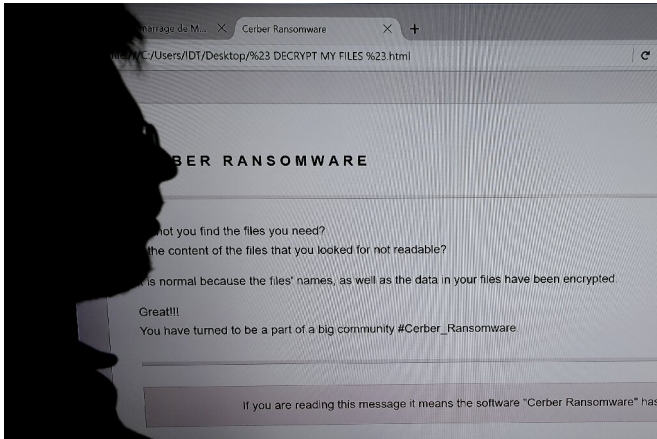 marrage de M... Cerber Ransomware
C:/Users/IDT/Desktop/%23 DECRYPT MY FILES %23.html
BER RANSOMWARE
not you find the files you need?
the content of the files that you looked for not readable?
is normal because the files' names, as well as the data in your files have been encrypted.
Great!!!
You have turned to be a part of a big community #Cerber_Ransomware.
If you are reading this message it means the software "Cerber Ransomware" has